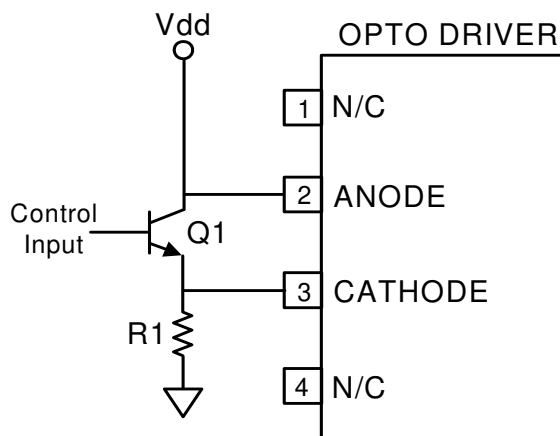 Vdd
OPTO DRIVER
1 N/C
2 ANODE
Control
Input
Q1
3 CATHODE
R1
4 N/C